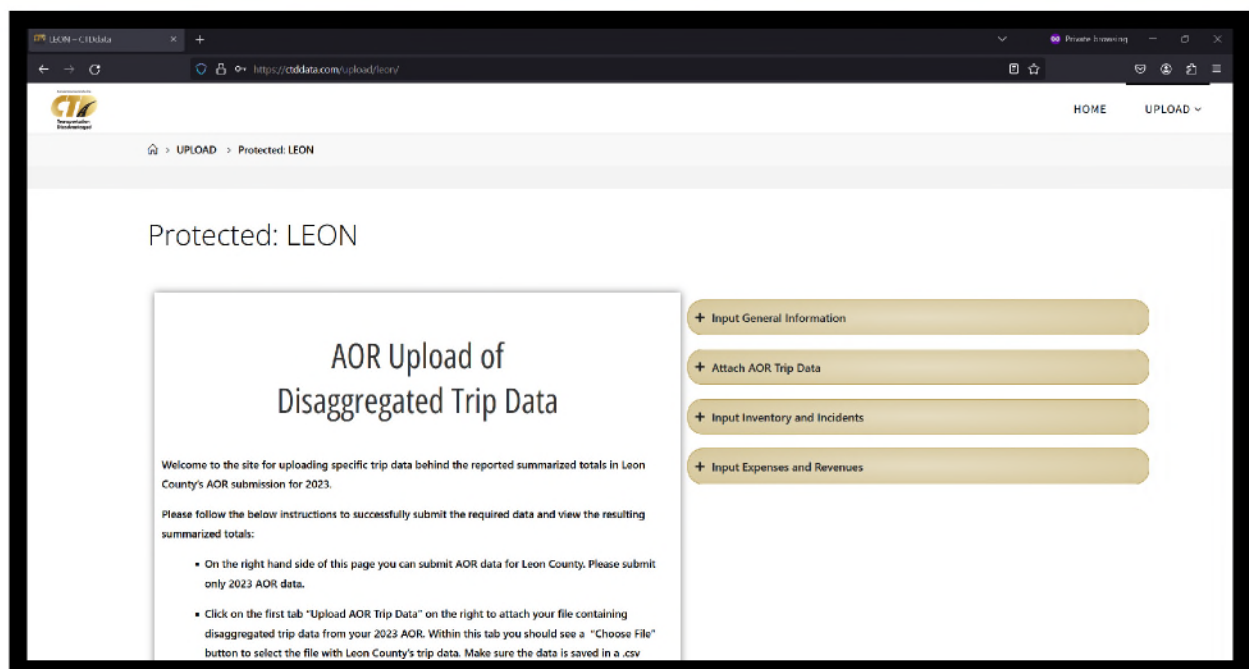 LEON – CTDdata
Private browsing
https://ctddata.com/upload/leon/
CTD
Transportation
Disadvantaged
HOME UPLOAD
> UPLOAD > Protected: LEON
Protected: LEON
AOR Upload of
Disaggregated Trip Data
Welcome to the site for uploading specific trip data behind the reported summarized totals in Leon
County's AOR submission for 2023.
Please follow the below instructions to successfully submit the required data and view the resulting
summarized totals:
▪ On the right hand side of this page you can submit AOR data for Leon County. Please submit
only 2023 AOR data.
▪ Click on the first tab "Upload AOR Trip Data" on the right to attach your file containing
disaggregated trip data from your 2023 AOR. Within this tab you should see a "Choose File"
button to select the file with Leon County's trip data. Make sure the data is saved in a .csv
+ Input General Information
+ Attach AOR Trip Data
+ Input Inventory and Incidents
+ Input Expenses and Revenues